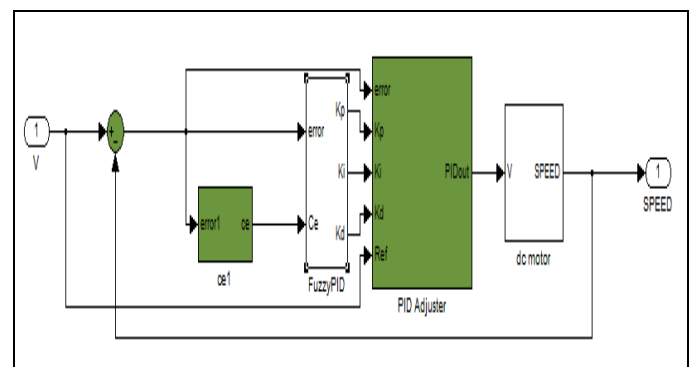 1
V
+
-
error1
ce
ce1
error
Ce
Kp
Ki
Kd
FuzzyPID
error
Kp
Ki
Kd
Ref
PIDout
PID Adjuster
V
SPEED
dc motor
1
SPEED